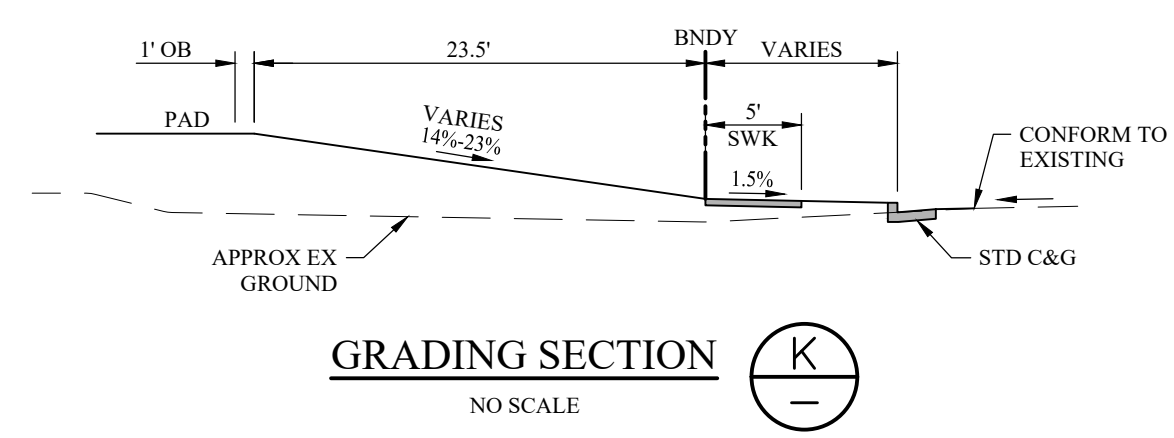 BNDY
1' OB
23.5'
VARIES
PAD
VARIES
14%-23%
5'
SWK
1.5%
CONFORM TO
EXISTING
APPROX EX
GROUND
STD C&G
GRADING SECTION
NO SCALE
K
–